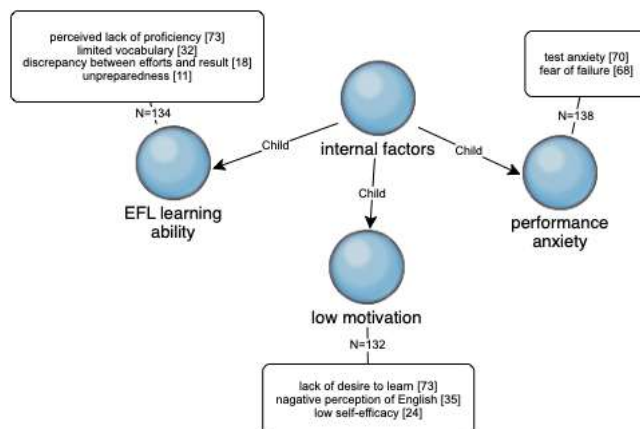 perceived lack of proficiency [73]
limited vocabulary [32]
discrepancy between efforts and result [18]
unpreparedness [11]
N=134
EFL learning
ability
Child
internal factors
Child
Child
test anxiety [70]
fear of failure [68]
N=138
performance
anxiety
low motivation
N=132
lack of desire to learn [73]
nagative perception of English [35]
low self-efficacy [24]